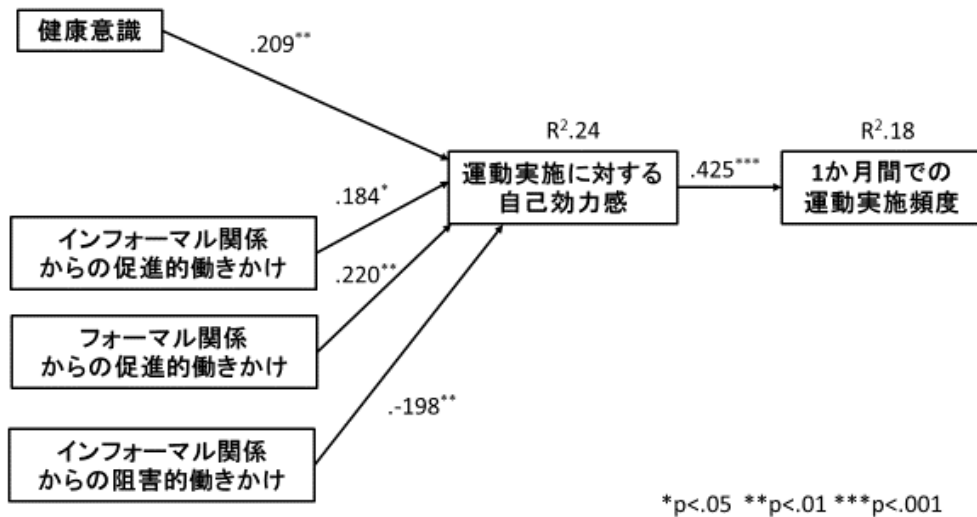 健康意識
.209**
R².24
R².18
運動実施に対する
自己効力感
.425***
1か月間での
運動実施頻度
.184*
インフォーマル関係
からの促進的働きかけ
.220**
フォーマル関係
からの促進的働きかけ
.-198**
インフォーマル関係
からの阻害的働きかけ
*p<.05 **p<.01 ***p<.001